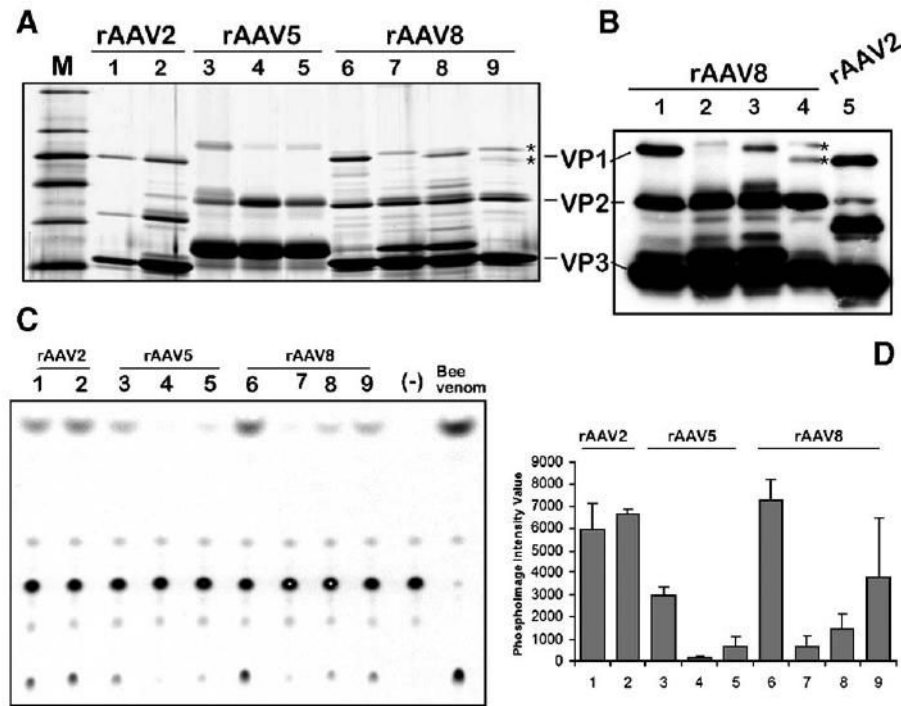 A
rAAV2 rAAV5 rAAV8
M 1 2 3 4 5 6 7 8 9
*
*
VP1
VP2
VP3
B
rAAV8 rAAV2
1 2 3 4 5
*
*
C
rAAV2 rAAV5 rAAV8
1 2 3 4 5 6 7 8 9 (-) Bee venom
D
rAAV2 rAAV5 rAAV8
PhosphoImage Intensity Value
9000
8000
7000
6000
5000
4000
3000
2000
1000
0
1 2 3 4 5 6 7 8 9